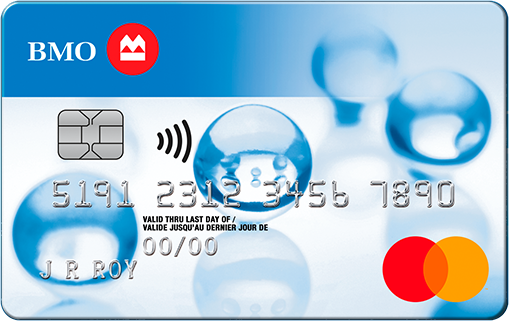 BMO
5191 2312 3456 7890
VALID THRU LAST DAY OF /
VALIDE JUSQU'AU DERNIER JOUR DE
00/00
J R ROY